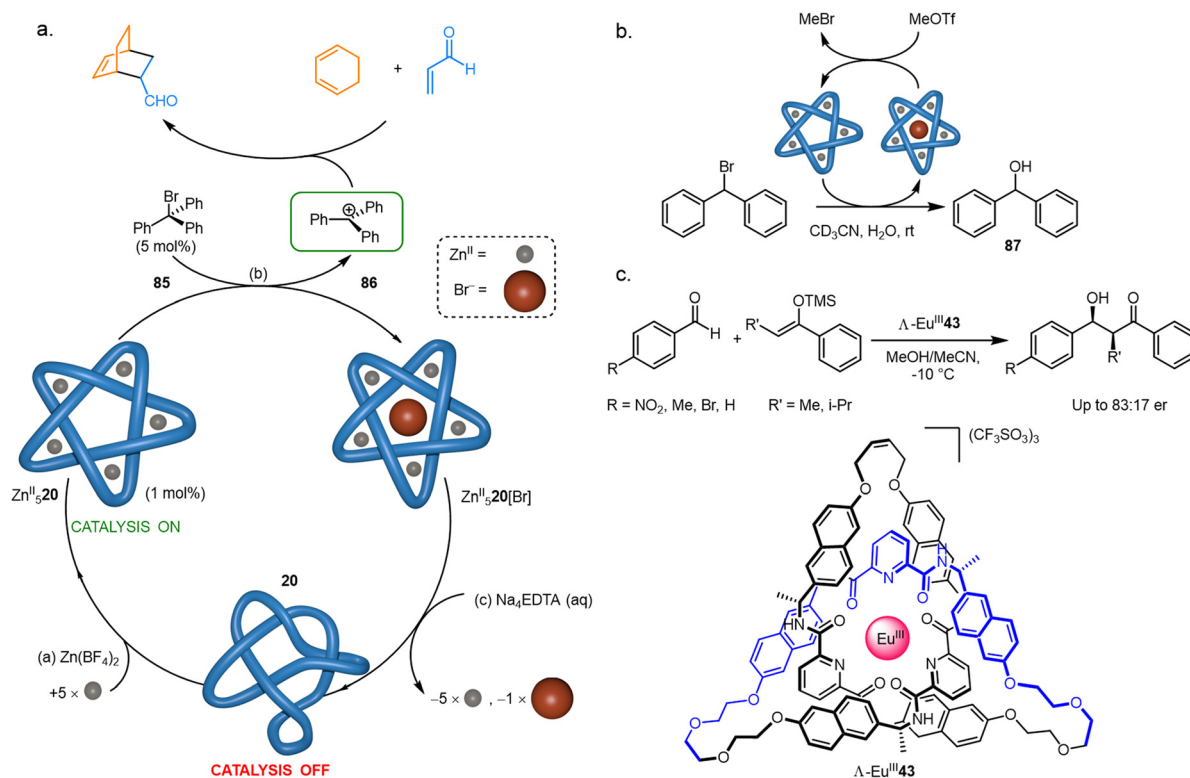 a.
CHO
+
O
H
Br
Ph
Ph
Ph
(5 mol%)
85
(b)
Ph
⊕
Ph
Ph
86
Zn^II =
Br⁻ =
Zn^II_5 20
(1 mol%)
CATALYSIS ON
Zn^II_5 20[Br]
20
(a) Zn(BF4)2
+5 ×
(c) Na4EDTA (aq)
−5 × , −1 ×
CATALYSIS OFF
b.
MeBr
MeOTf
Br
CD3CN, H2O, rt
OH
87
c.
O
H
R
+
OTMS
R'
Λ-Eu^III 43
MeOH/MeCN,
-10 °C
OH
O
R'
R
R = NO2, Me, Br, H
R' = Me, i-Pr
Up to 83:17 er
(CF3SO3)3
O
O
N
O
O
H
N
HN
O
Eu^III
O
N
N
O
O
O
NH
O
O
O
O
O
O
O
O
Λ-Eu^III 43